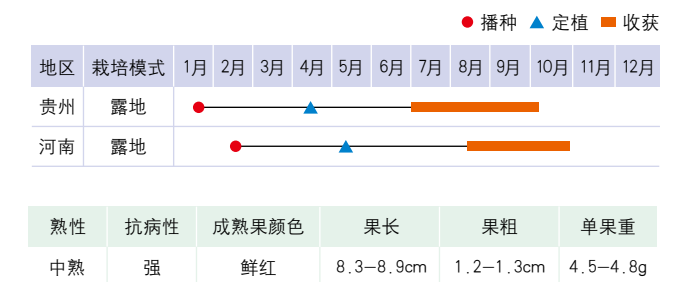 ● 播种 ▲ 定植 ■ 收获
地区 栽培模式 1月 2月 3月 4月 5月 6月 7月 8月 9月 10月 11月 12月
贵州 露地
河南 露地
熟性 抗病性 成熟果颜色 果长 果粗 单果重
中熟 强 鲜红 8.3—8.9cm 1.2—1.3cm 4.5—4.8g